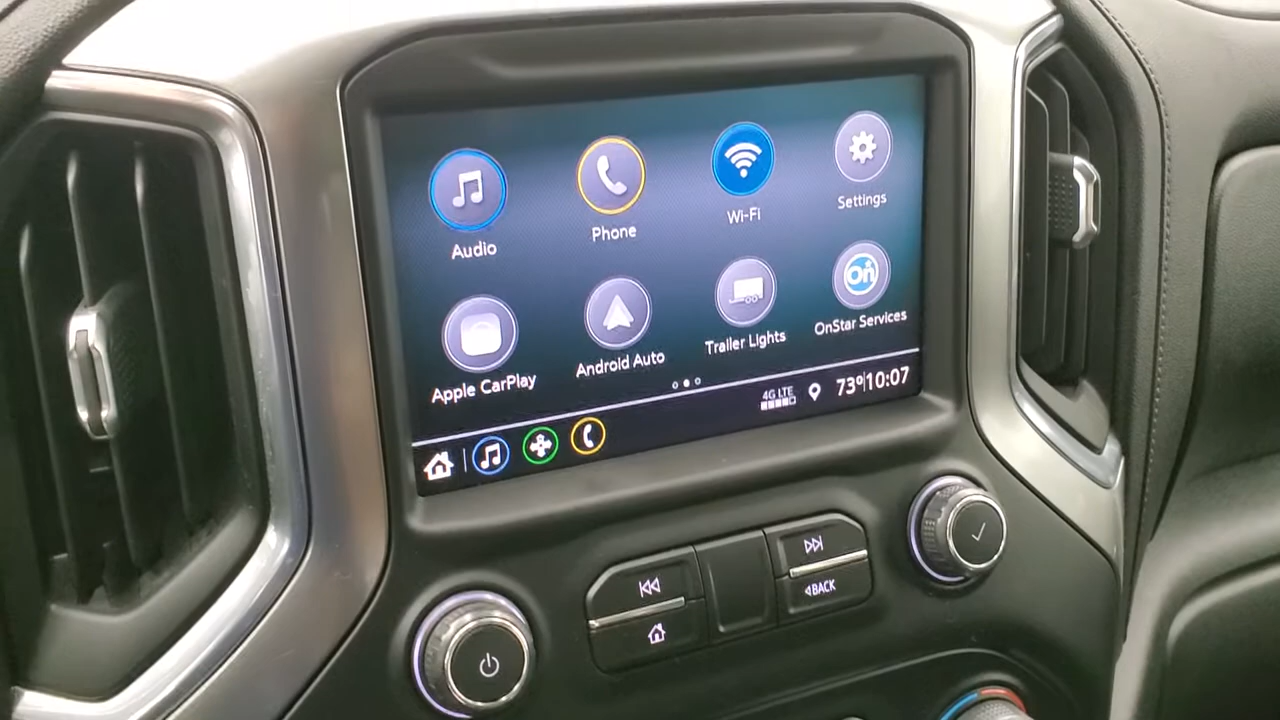 Audio
Phone
Wi-Fi
Settings
Apple CarPlay
Android Auto
Trailer Lights
On
OnStar Services
4G LTE
73°|10:07
BACK